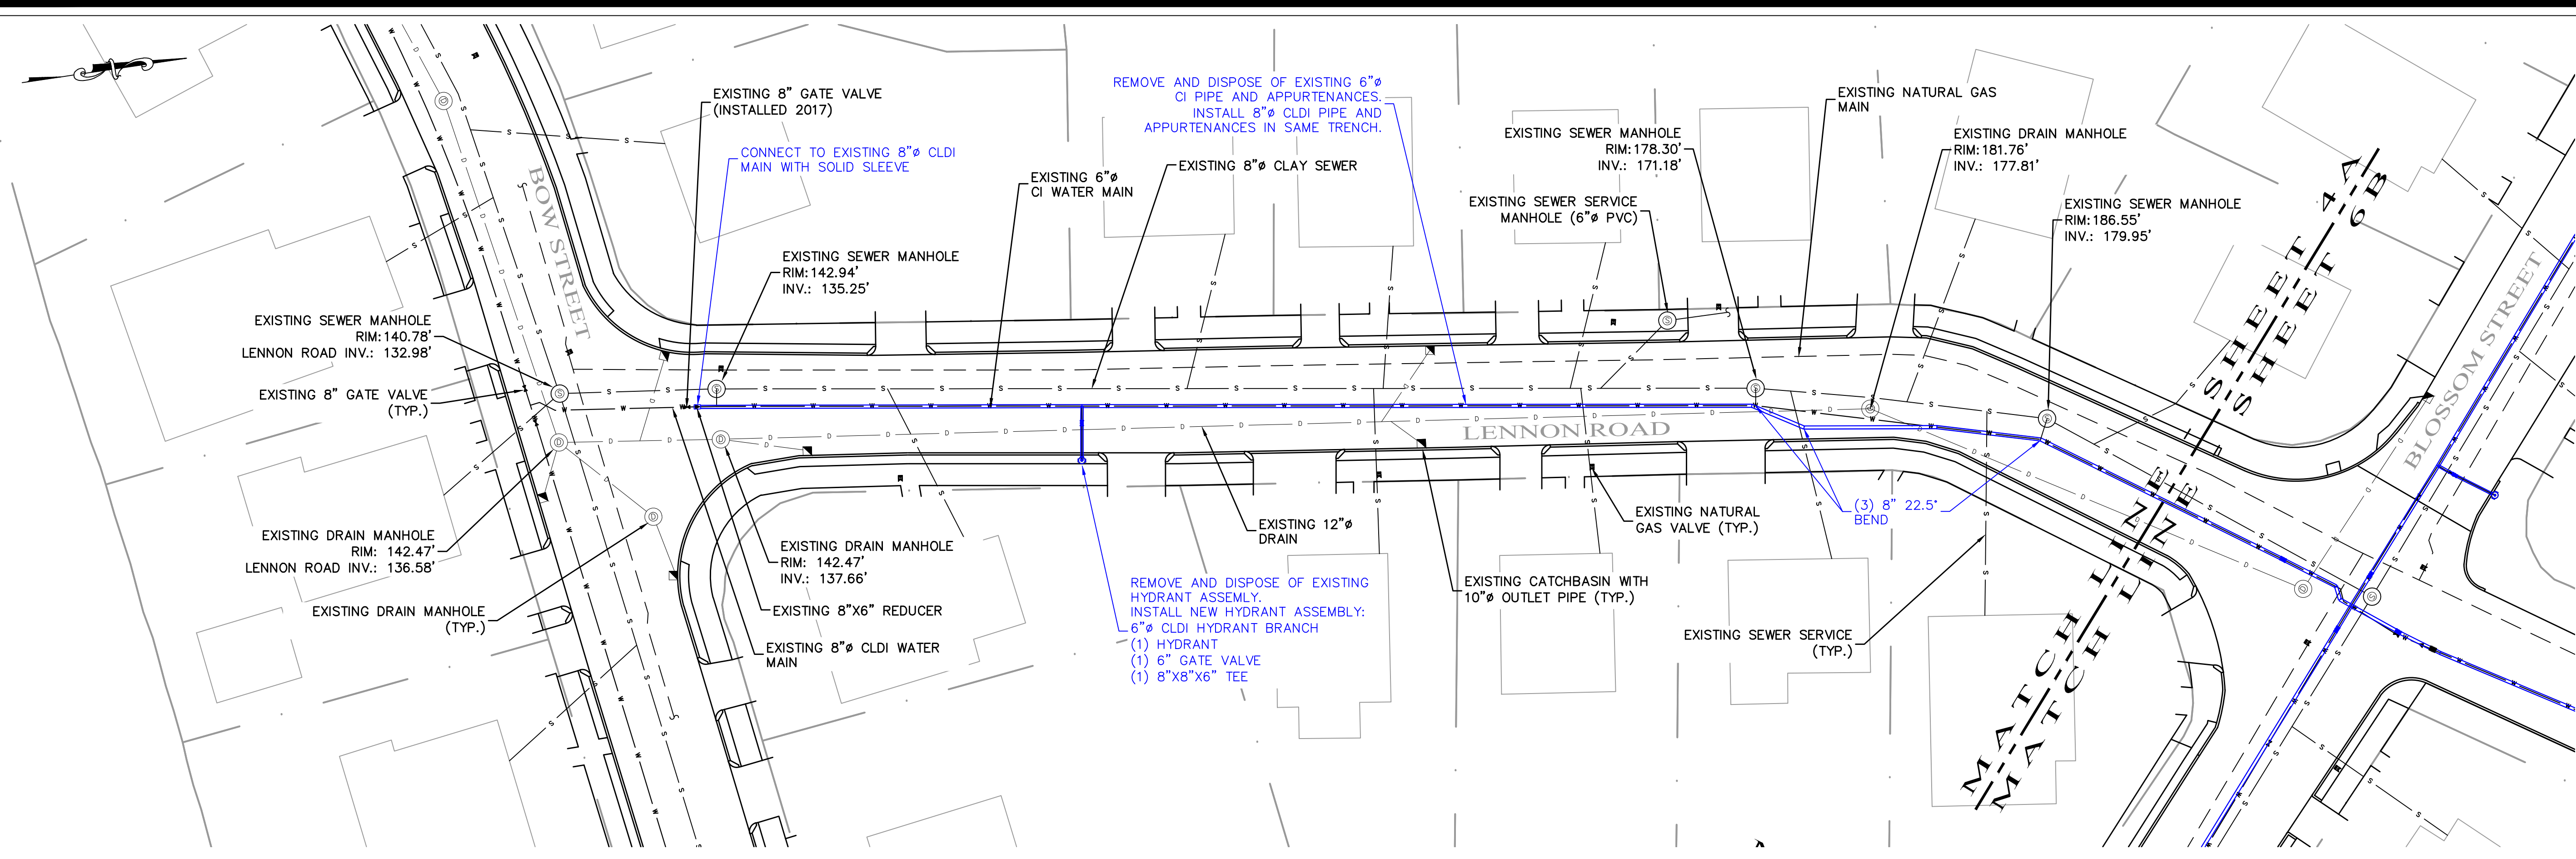 REMOVE AND DISPOSE OF EXISTING 6"ø
CI PIPE AND APPURTENANCES.
INSTALL 8"ø CLDI PIPE AND
APPURTENANCES IN SAME TRENCH.
EXISTING 8" GATE VALVE
(INSTALLED 2017)
CONNECT TO EXISTING 8"ø CLDI
MAIN WITH SOLID SLEEVE
EXISTING 6"ø
CI WATER MAIN
EXISTING 8"ø CLAY SEWER
EXISTING SEWER MANHOLE
RIM:178.30'
INV.: 171.18'
EXISTING SEWER SERVICE
MANHOLE (6"ø PVC)
EXISTING NATURAL GAS
MAIN
EXISTING DRAIN MANHOLE
RIM:181.76'
INV.: 177.81'
EXISTING SEWER MANHOLE
RIM:186.55'
INV.: 179.95'
BOW STREET
EXISTING SEWER MANHOLE
RIM:142.94'
INV.: 135.25'
EXISTING SEWER MANHOLE
RIM:140.78'
LENNON ROAD INV.: 132.98'
EXISTING 8" GATE VALVE
(TYP.)
LENNON ROAD
BLOSSOM STREET
MATCH LINE SHEET 4A
MATCH LINE SHEET 6B
EXISTING DRAIN MANHOLE
RIM: 142.47'
LENNON ROAD INV.: 136.58'
EXISTING DRAIN MANHOLE
(TYP.)
EXISTING DRAIN MANHOLE
RIM: 142.47'
INV.: 137.66'
EXISTING 8"X6" REDUCER
EXISTING 8"ø CLDI WATER
MAIN
REMOVE AND DISPOSE OF EXISTING
HYDRANT ASSEMLY.
INSTALL NEW HYDRANT ASSEMBLY:
6"ø CLDI HYDRANT BRANCH
(1) HYDRANT
(1) 6" GATE VALVE
(1) 8"X8"X6" TEE
EXISTING 12"ø
DRAIN
EXISTING CATCHBASIN WITH
10"ø OUTLET PIPE (TYP.)
EXISTING NATURAL
GAS VALVE (TYP.)
(3) 8" 22.5°
BEND
EXISTING SEWER SERVICE
(TYP.)